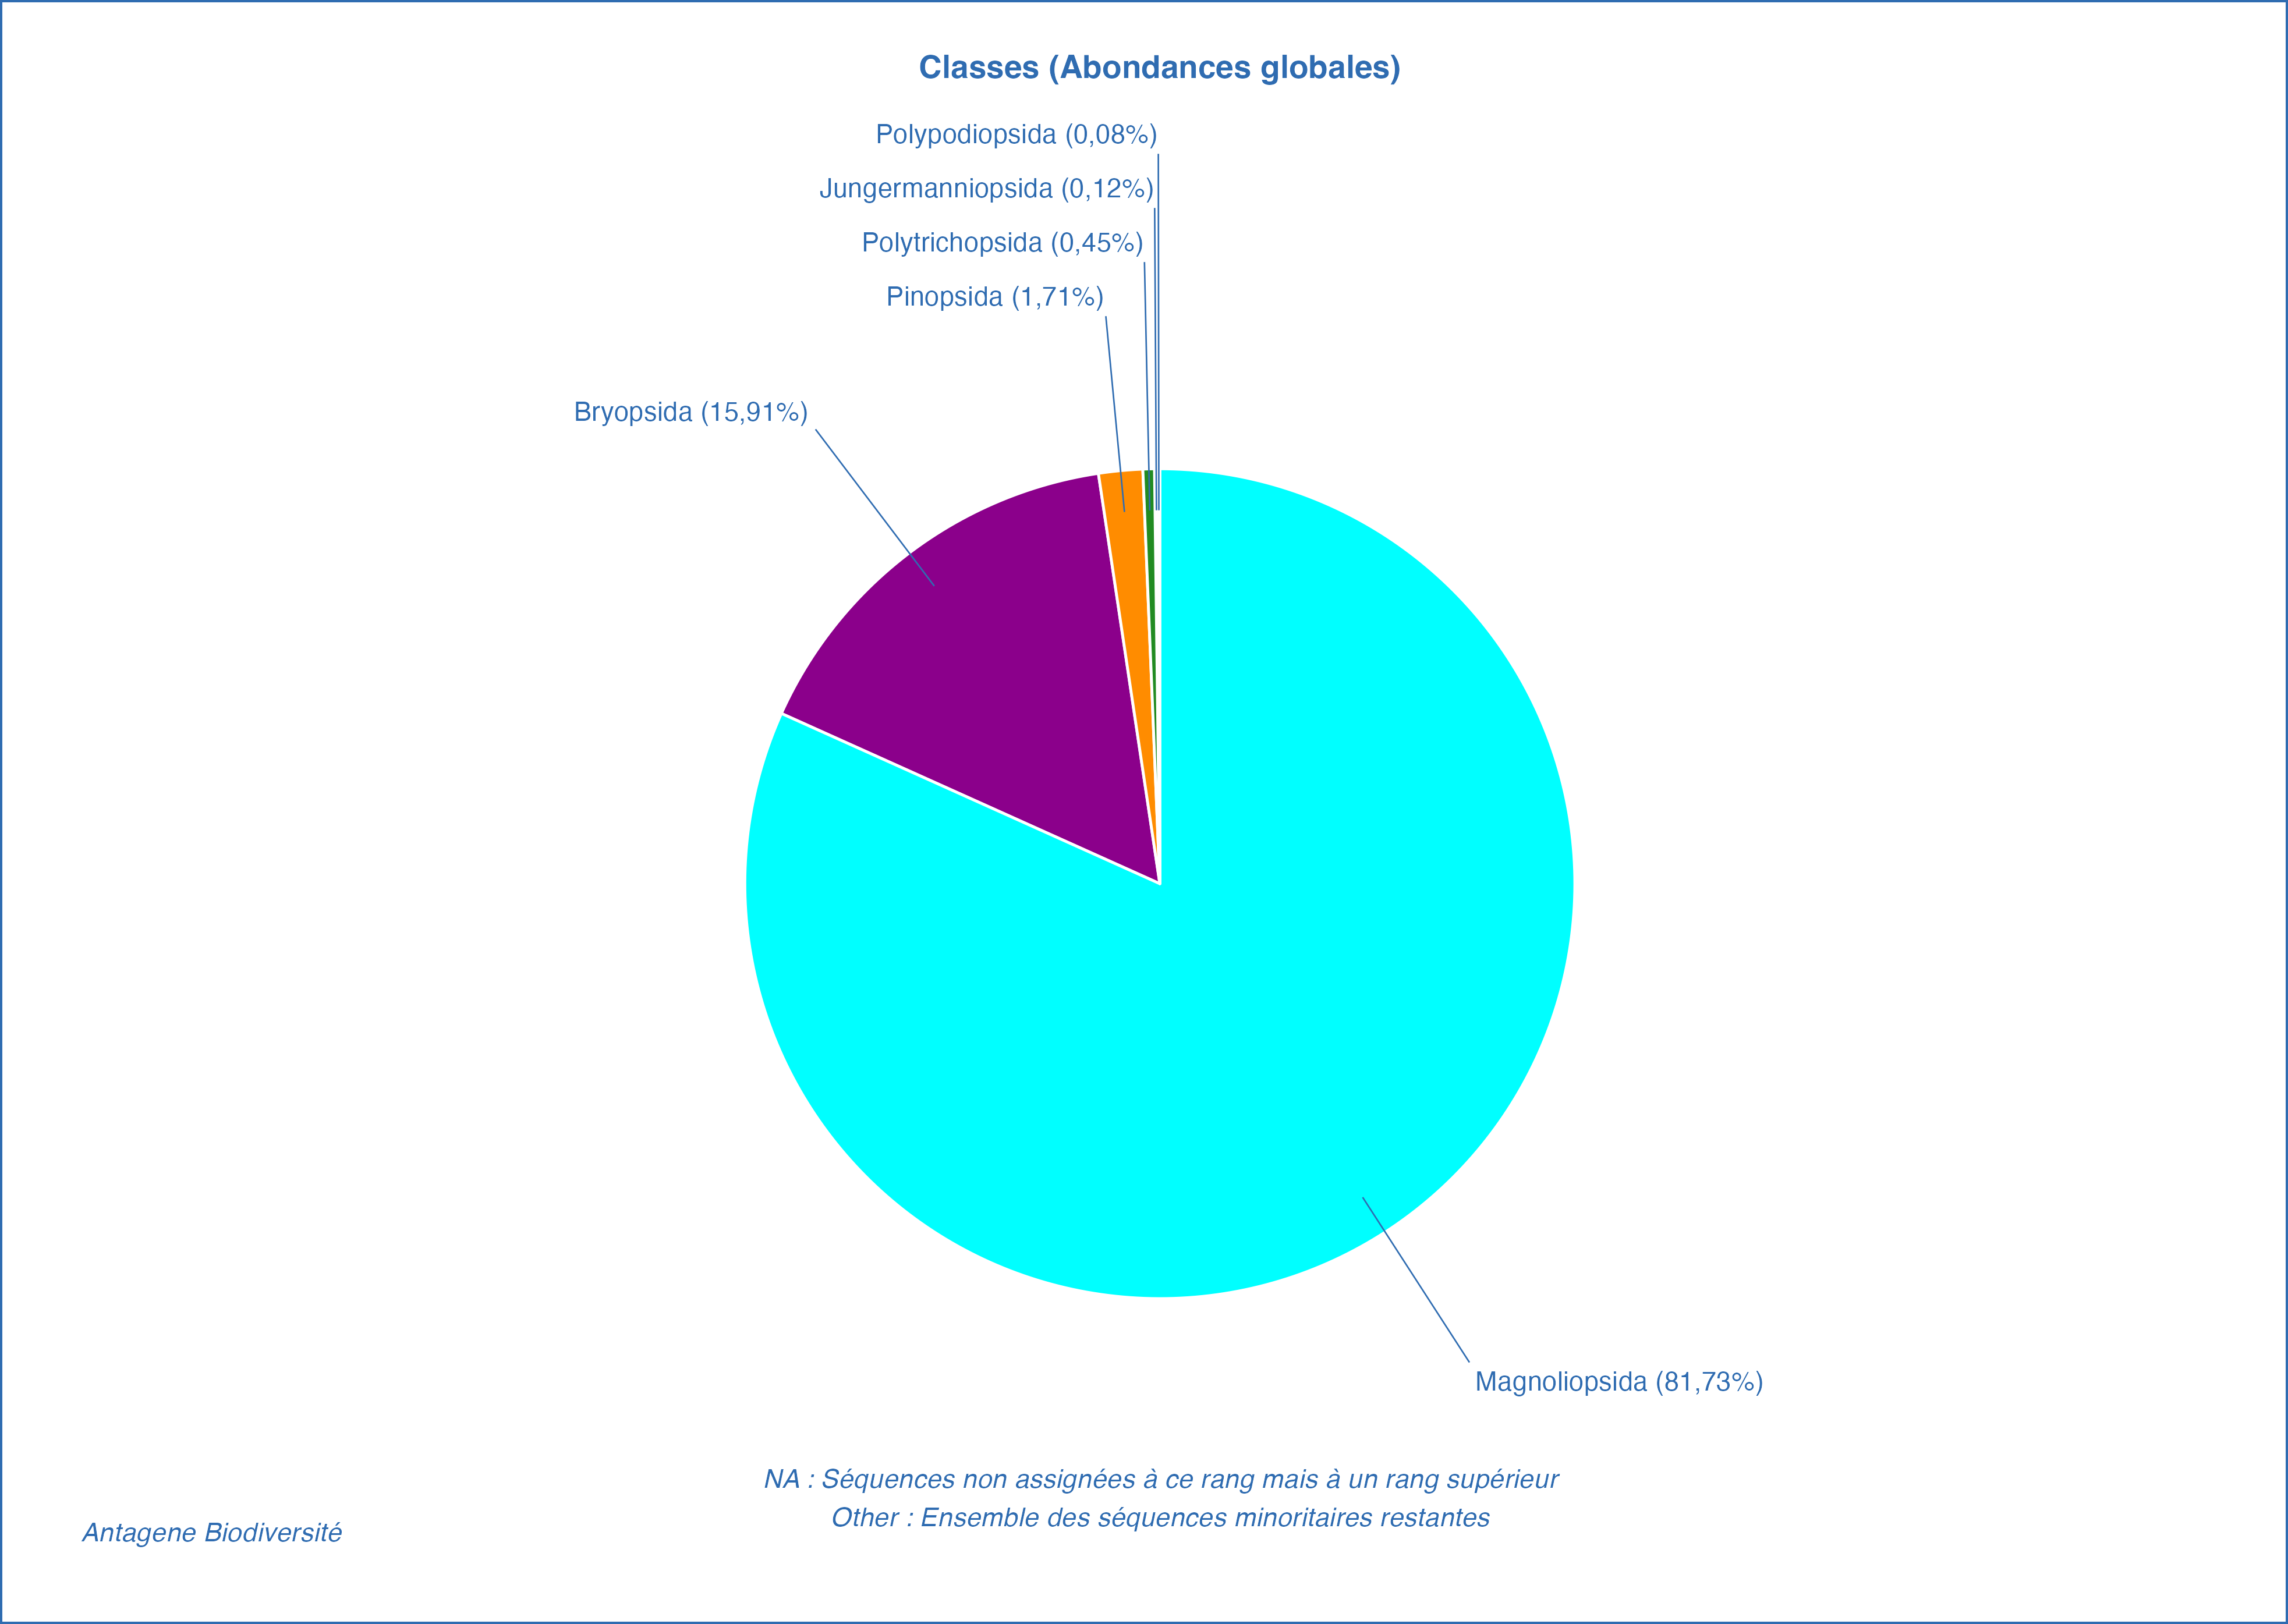 Classes (Abondances globales)
Polypodiopsida (0,08%)
Jungermanniopsida (0,12%)
Polytrichopsida (0,45%)
Pinopsida (1,71%)
Bryopsida (15,91%)
Magnoliopsida (81,73%)
NA : Séquences non assignées à ce rang mais à un rang supérieur
Other : Ensemble des séquences minoritaires restantes
Antagene Biodiversité